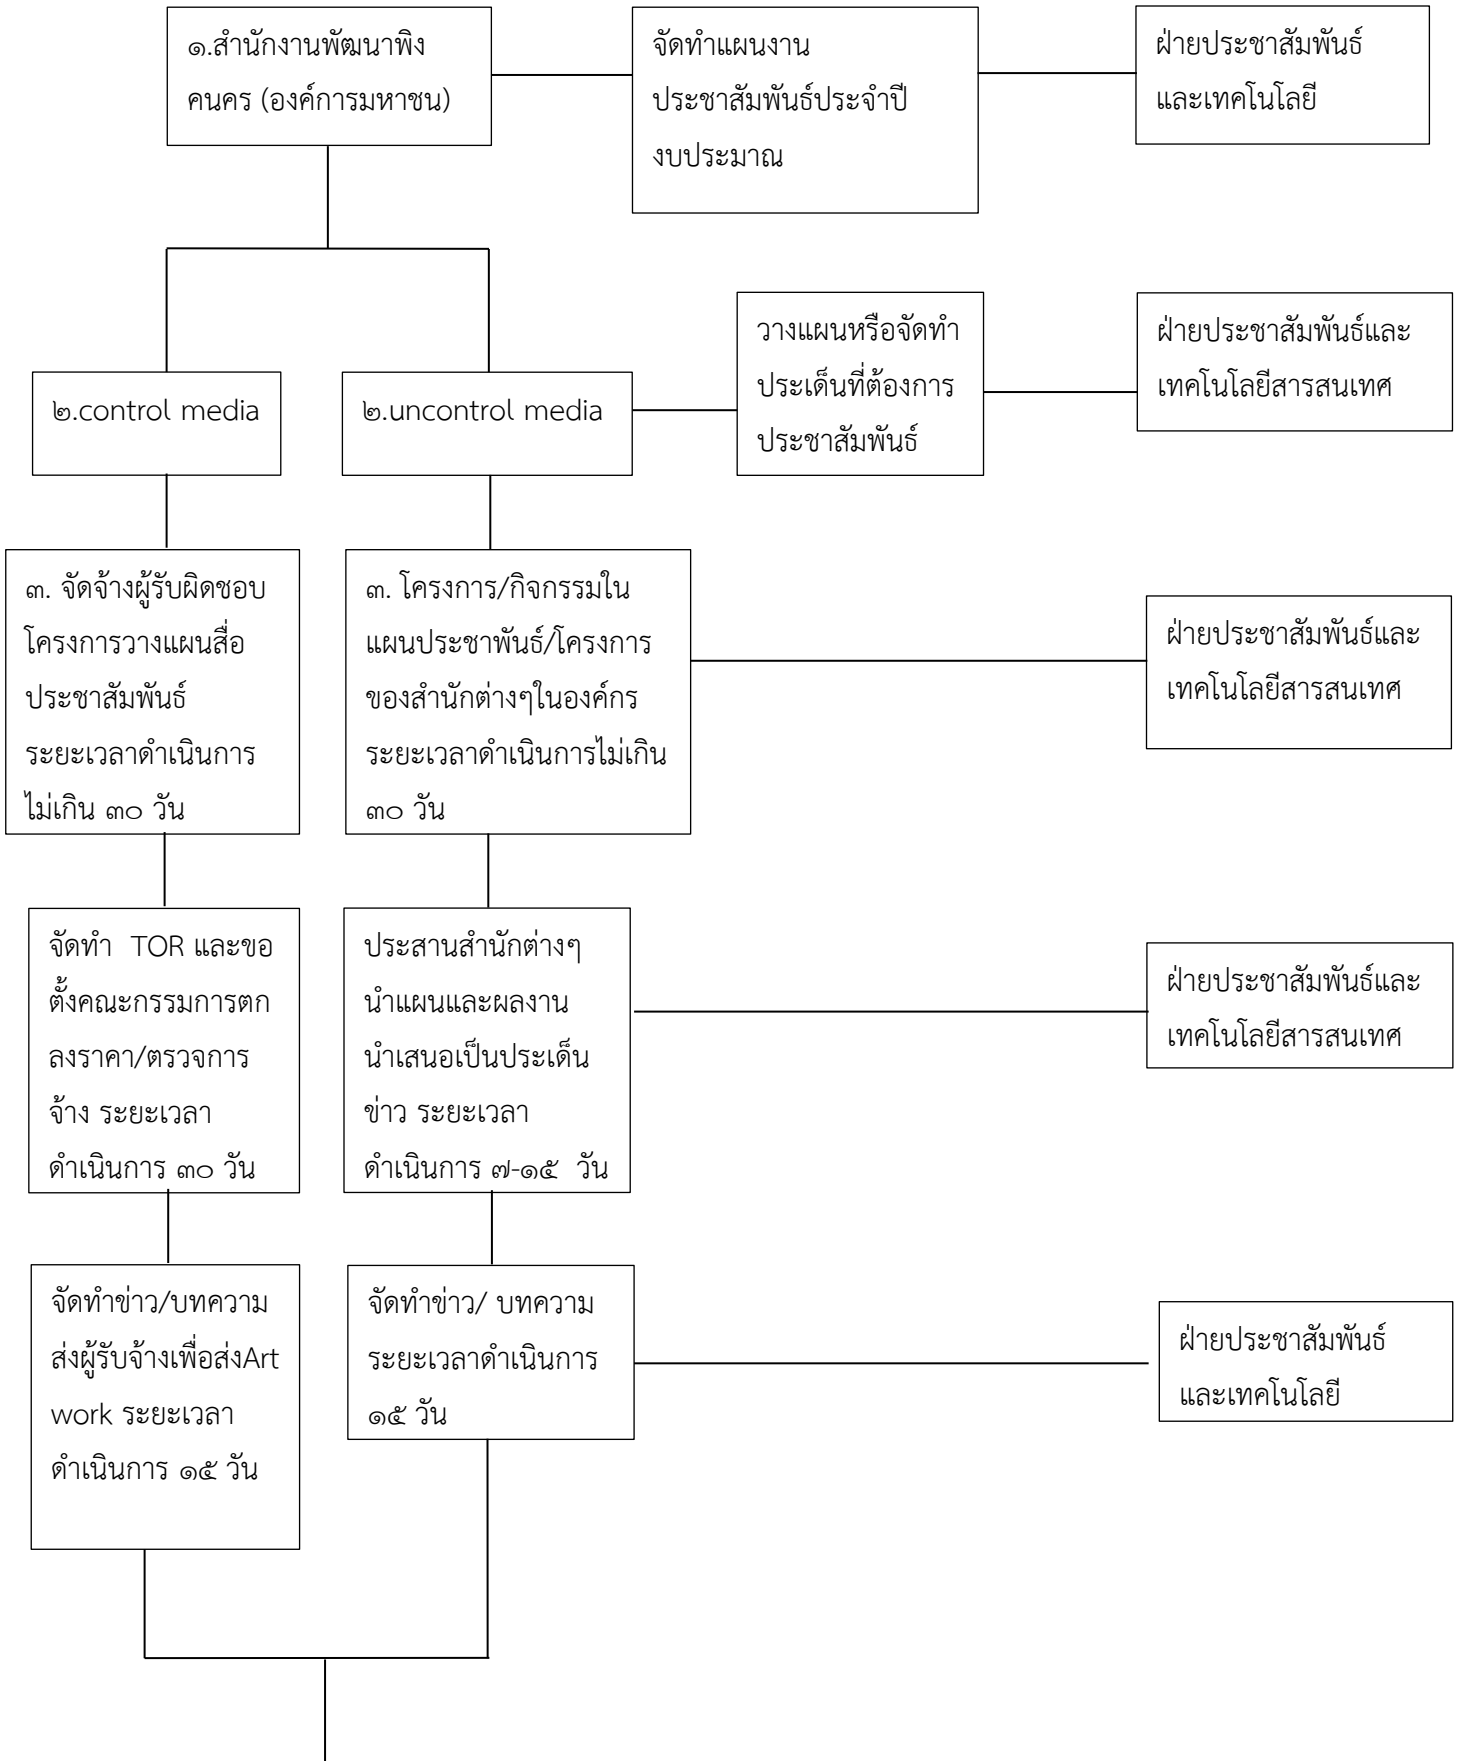 ๑.สำนักงานพัฒนาพิง
คนคร (องค์การมหาชน)
จัดทำแผนงาน
ประชาสัมพันธ์ประจำปี
งบประมาณ
ฝ่ายประชาสัมพันธ์
และเทคโนโลยี
๒.control media
๒.uncontrol media
วางแผนหรือจัดทำ
ประเด็นที่ต้องการ
ประชาสัมพันธ์
ฝ่ายประชาสัมพันธ์และ
เทคโนโลยีสารสนเทศ
๓. จัดจ้างผู้รับผิดชอบ
โครงการวางแผนสื่อ
ประชาสัมพันธ์
ระยะเวลาดำเนินการ
ไม่เกิน ๓๐ วัน
๓. โครงการ/กิจกรรมใน
แผนประชาพันธ์/โครงการ
ของสำนักต่างๆในองค์กร
ระยะเวลาดำเนินการไม่เกิน
๓๐ วัน
ฝ่ายประชาสัมพันธ์และ
เทคโนโลยีสารสนเทศ
จัดทำ  TOR และขอ
ตั้งคณะกรรมการตก
ลงราคา/ตรวจการ
จ้าง ระยะเวลา
ดำเนินการ ๓๐ วัน
ประสานสำนักต่างๆ
นำแผนและผลงาน
นำเสนอเป็นประเด็น
ข่าว ระยะเวลา
ดำเนินการ ๗-๑๕  วัน
ฝ่ายประชาสัมพันธ์และ
เทคโนโลยีสารสนเทศ
จัดทำข่าว/บทความ
ส่งผู้รับจ้างเพื่อส่งArt
work ระยะเวลา
ดำเนินการ ๑๕ วัน
จัดทำข่าว/ บทความ
ระยะเวลาดำเนินการ
๑๕ วัน
ฝ่ายประชาสัมพันธ์
และเทคโนโลยี